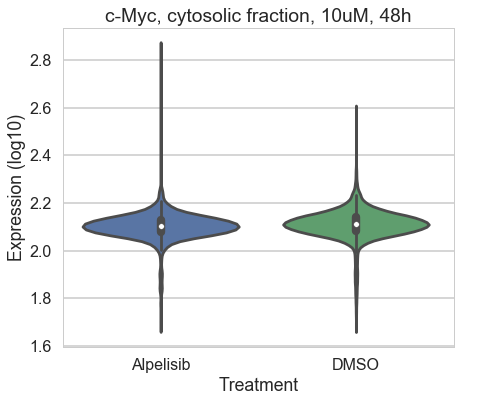 c-Myc, cytosolic fraction, 10uM, 48h
Expression (log10)
2.8
2.6
2.4
2.2
2.0
1.8
1.6
Alpelisib
DMSO
Treatment